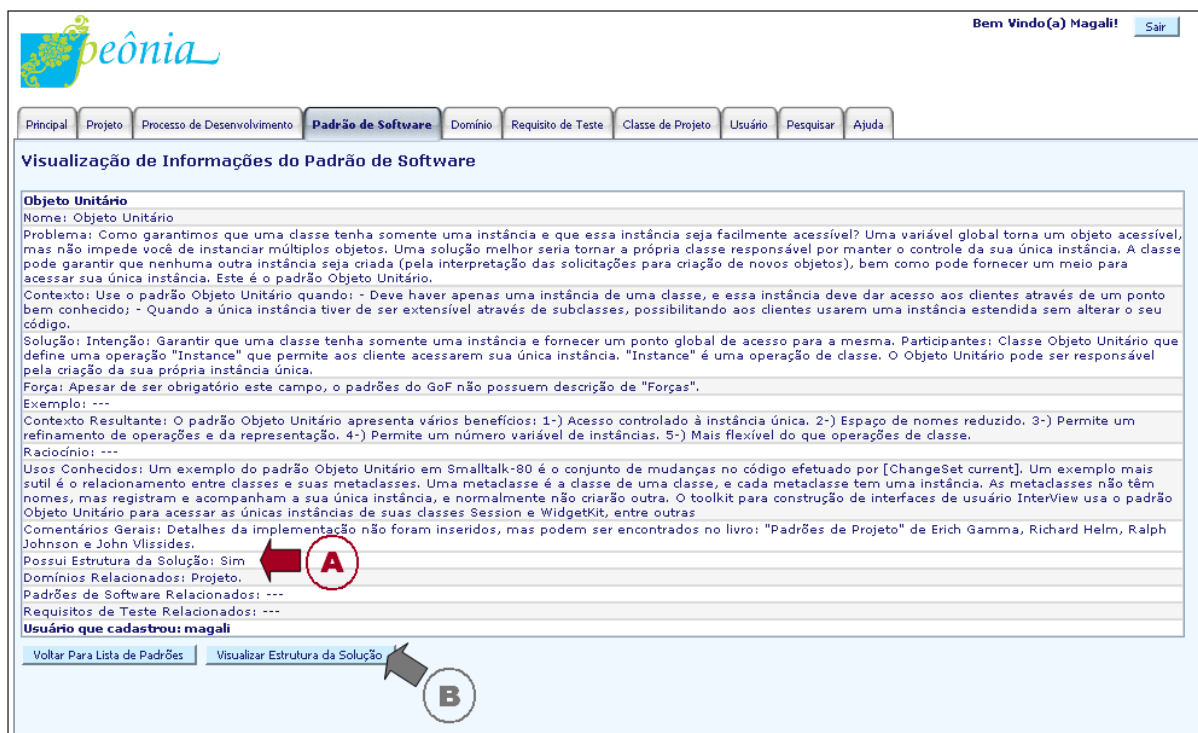 Bem Vindo(a) Magali! Sair
peônia
Principal Projeto Processo de Desenvolvimento Padrão de Software Domínio Requisito de Teste Classe de Projeto Usuário Pesquisar Ajuda
Visualização de Informações do Padrão de Software
Objeto Unitário
Nome: Objeto Unitário
Problema: Como garantimos que uma classe tenha somente uma instância e que essa instância seja facilmente acessível? Uma variável global torna um objeto acessível,
mas não impede você de instanciar múltiplos objetos. Uma solução melhor seria tornar a própria classe responsável por manter o controle da sua única instância. A classe
pode garantir que nenhuma outra instância seja criada (pela interpretação das solicitações para criação de novos objetos), bem como pode fornecer um meio para
acessar sua única instância. Este é o padrão Objeto Unitário.
Contexto: Use o padrão Objeto Unitário quando: - Deve haver apenas uma instância de uma classe, e essa instância deve dar acesso aos clientes através de um ponto
bem conhecido; - Quando a única instância tiver de ser extensível através de subclasses, possibilitando aos clientes usarem uma instância estendida sem alterar o seu
código.
Solução: Intenção: Garantir que uma classe tenha somente uma instância e fornecer um ponto global de acesso para a mesma. Participantes: Classe Objeto Unitário que
define uma operação "Instance" que permite aos cliente acessarem sua única instância. "Instance" é uma operação de classe. O Objeto Unitário pode ser responsável
pela criação da sua própria instância única.
Força: Apesar de ser obrigatório este campo, o padrões do GoF não possuem descrição de "Forças".
Exemplo: ---
Contexto Resultante: O padrão Objeto Unitário apresenta vários benefícios: 1-) Acesso controlado à instância única. 2-) Espaço de nomes reduzido. 3-) Permite um
refinamento de operações e da representação. 4-) Permite um número variável de instâncias. 5-) Mais flexível do que operações de classe.
Raciocínio: ---
Usos Conhecidos: Um exemplo do padrão Objeto Unitário em Smalltalk-80 é o conjunto de mudanças no código efetuado por [ChangeSet current]. Um exemplo mais
sutil é o relacionamento entre classes e suas metaclasses. Uma metaclasse é a classe de uma classe, e cada metaclasse tem uma instância. As metaclasses não têm
nomes, mas registram e acompanham a sua única instância, e normalmente não criarão outra. O toolkit para construção de interfaces de usuário InterView usa o padrão
Objeto Unitário para acessar as únicas instâncias de suas classes Session e WidgetKit, entre outras
Comentários Gerais: Detalhes da implementação não foram inseridos, mas podem ser encontrados no livro: "Padrões de Projeto" de Erich Gamma, Richard Helm, Ralph
Johnson e John Vlissides.
Possui Estrutura da Solução: Sim
A
Domínios Relacionados: Projeto.
Padrões de Software Relacionados: ---
Requisitos de Teste Relacionados: ---
Usuário que cadastrou: magali
Voltar Para Lista de Padrões Visualizar Estrutura da Solução
B